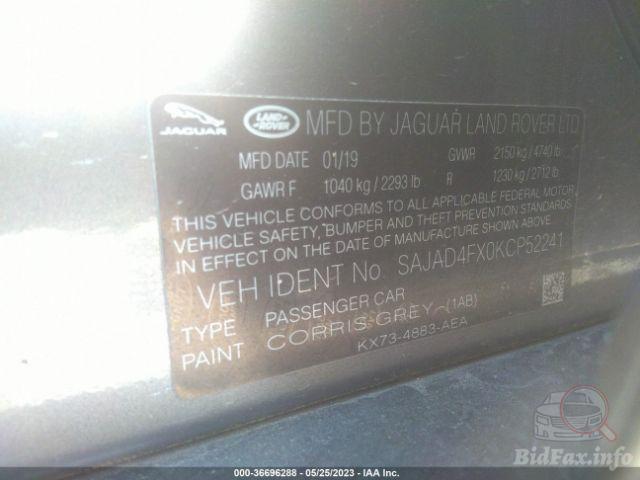 JAGUAR LAND ROVER MFD BY JAGUAR LAND ROVER LTD
MFD DATE 01/19 GVWR 2150 kg / 4740 lb
GAWR F 1040 kg / 2293 lb R 1230 kg / 2712 lb
THIS VEHICLE CONFORMS TO ALL APPLICABLE FEDERAL MOTOR
VEHICLE SAFETY, BUMPER AND THEFT PREVENTION STANDARDS
IN EFFECT ON THE DATE OF MANUFACTURE SHOWN ABOVE.
VEH IDENT No. SAJAD4FX0KCP52241
TYPE PASSENGER CAR
PAINT CORRIS GREY (1AB)
KX73-4883-AEA
BidFax.info
000-36696288 — 05/25/2023 — IAA Inc.